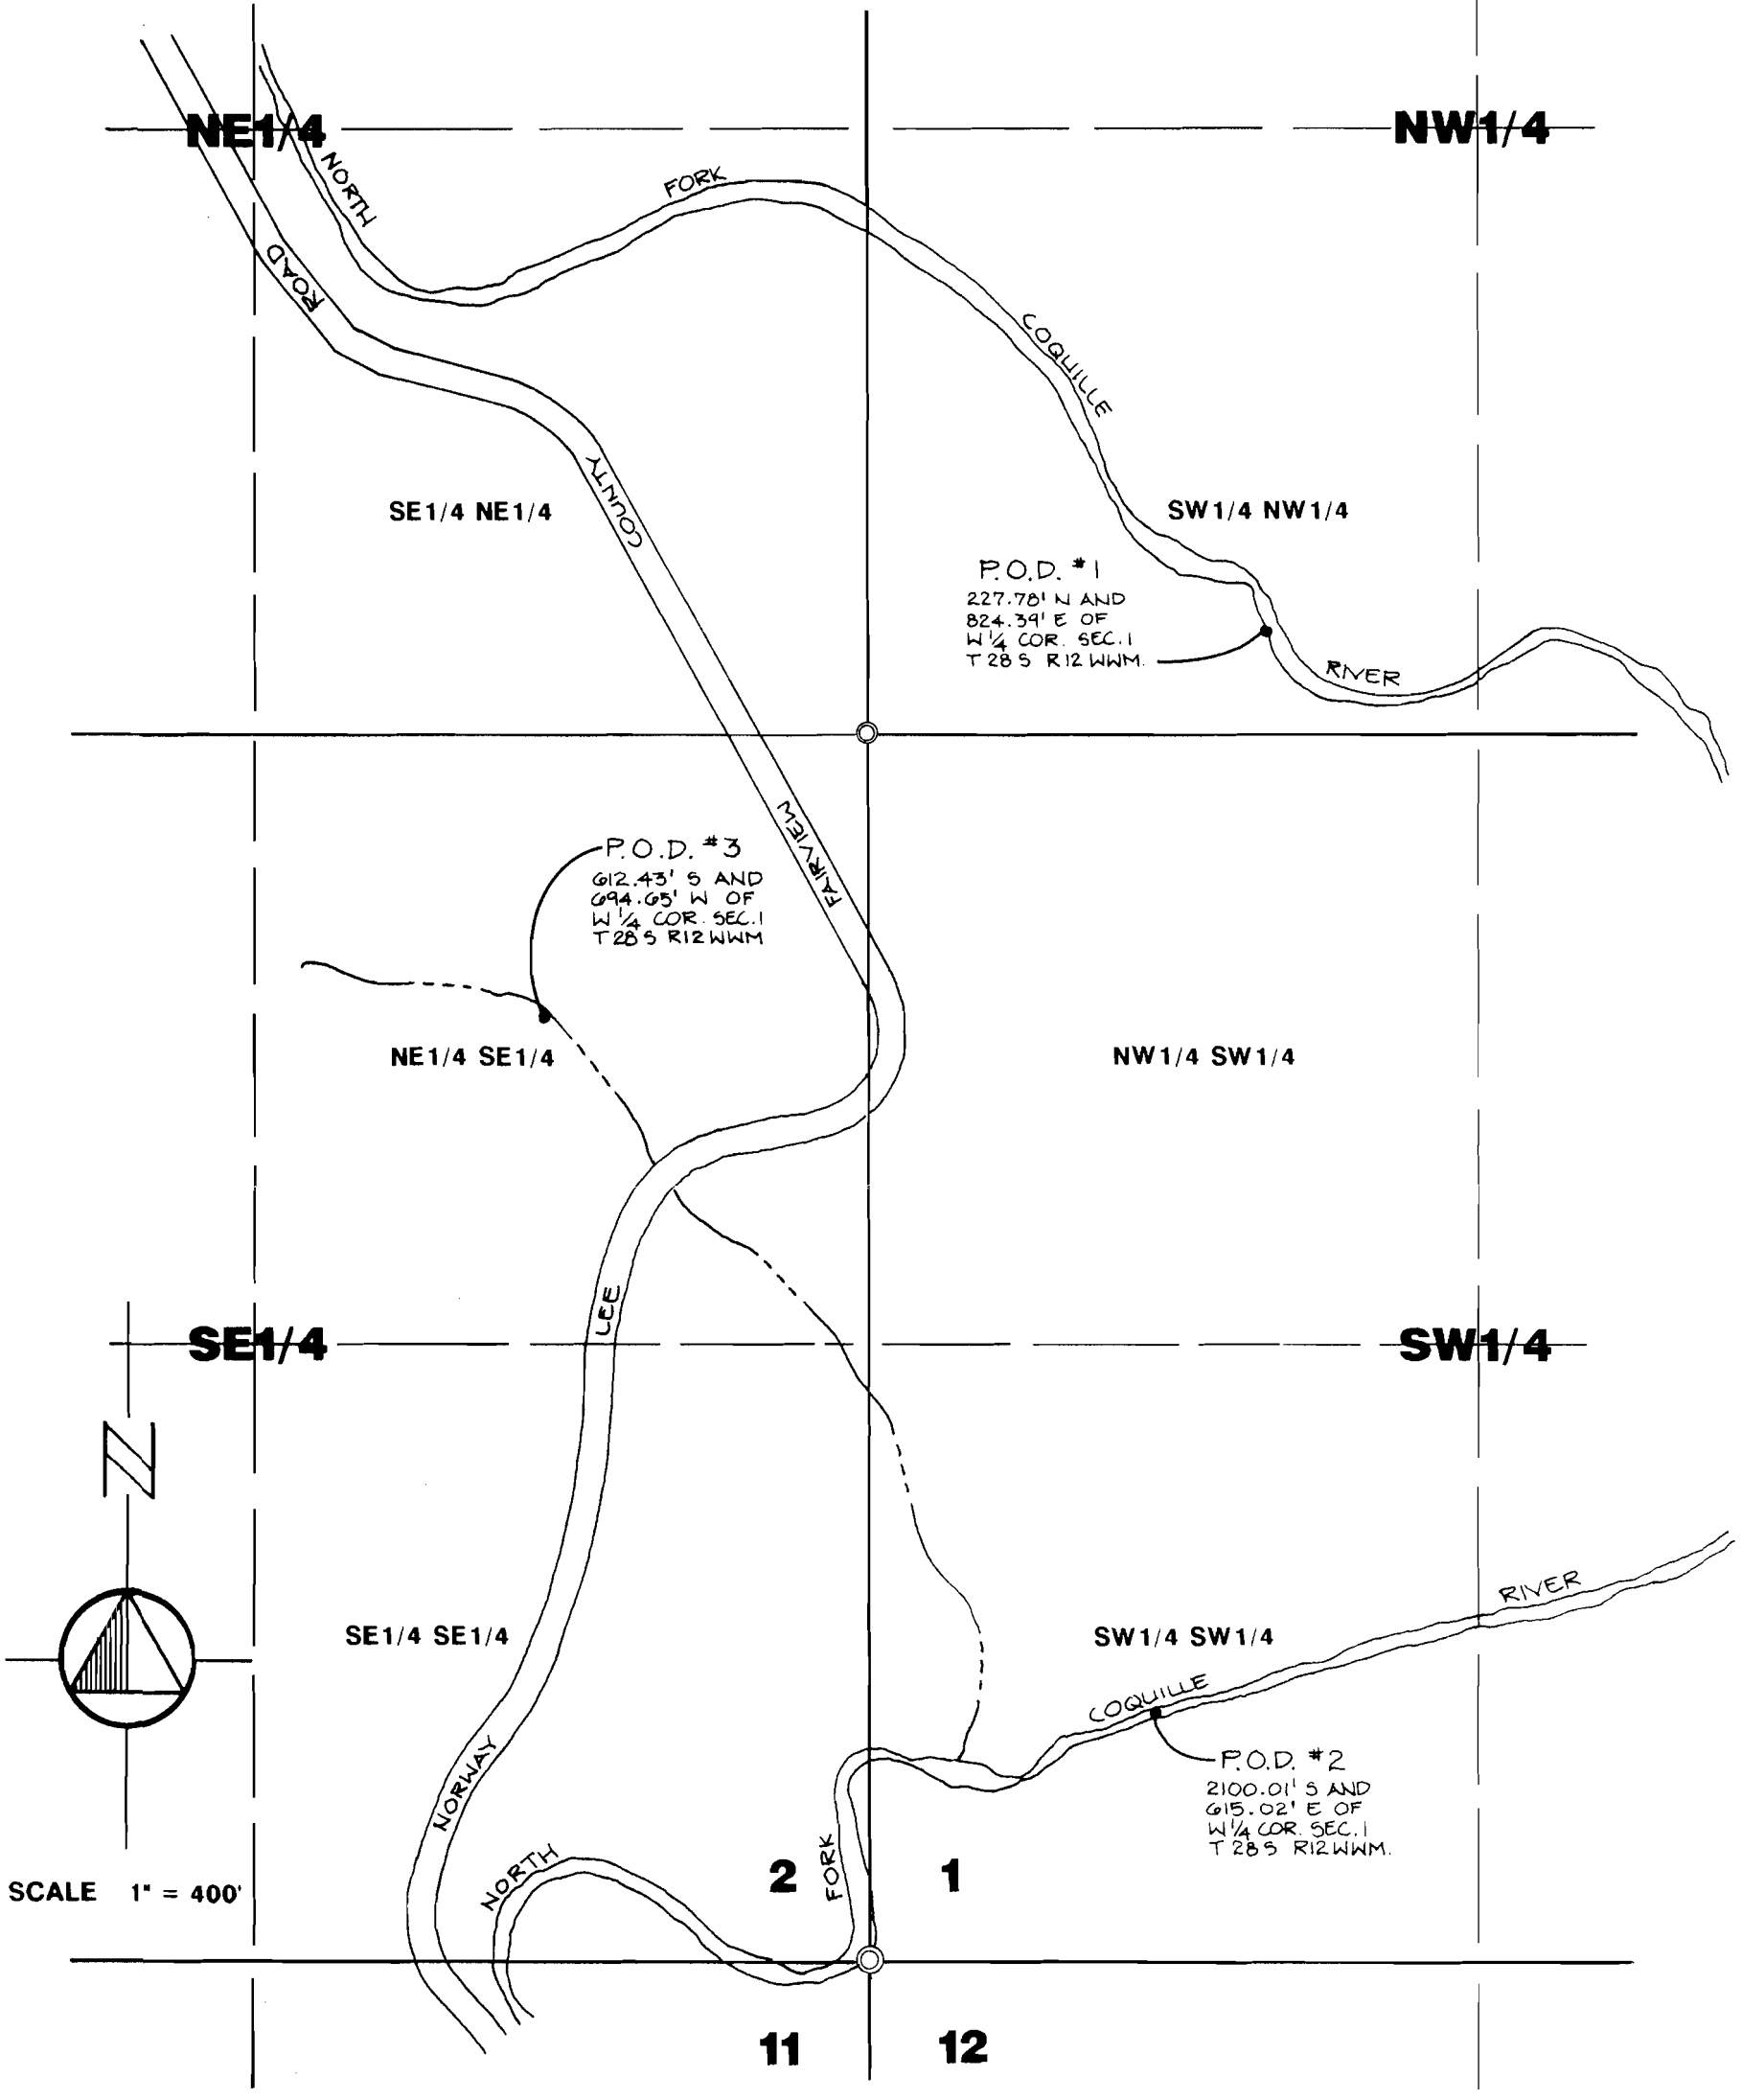 NE1/4
NW1/4
NORTH
FORK
ROAD
COQUILLE
COUNTY
SE1/4 NE1/4
SW1/4 NW1/4
P.O.D. #1
227.78' N AND
824.39' E OF
W 1/4 COR. SEC.1
T 28 S R12 WWM.
RIVER
FAIRVIEW
P.O.D. #3
612.43' S AND
694.65' W OF
W 1/4 COR. SEC.1
T 28 S R12 WWM
NE1/4 SE1/4
NW1/4 SW1/4
LEE
SE1/4
SW1/4
N
RIVER
SE1/4 SE1/4
SW1/4 SW1/4
COQUILLE
NORWAY
P.O.D. #2
2100.01' S AND
615.02' E OF
W 1/4 COR. SEC.1
T 28 S R12 WWM.
NORTH
FORK
2
1
SCALE 1" = 400'
11
12